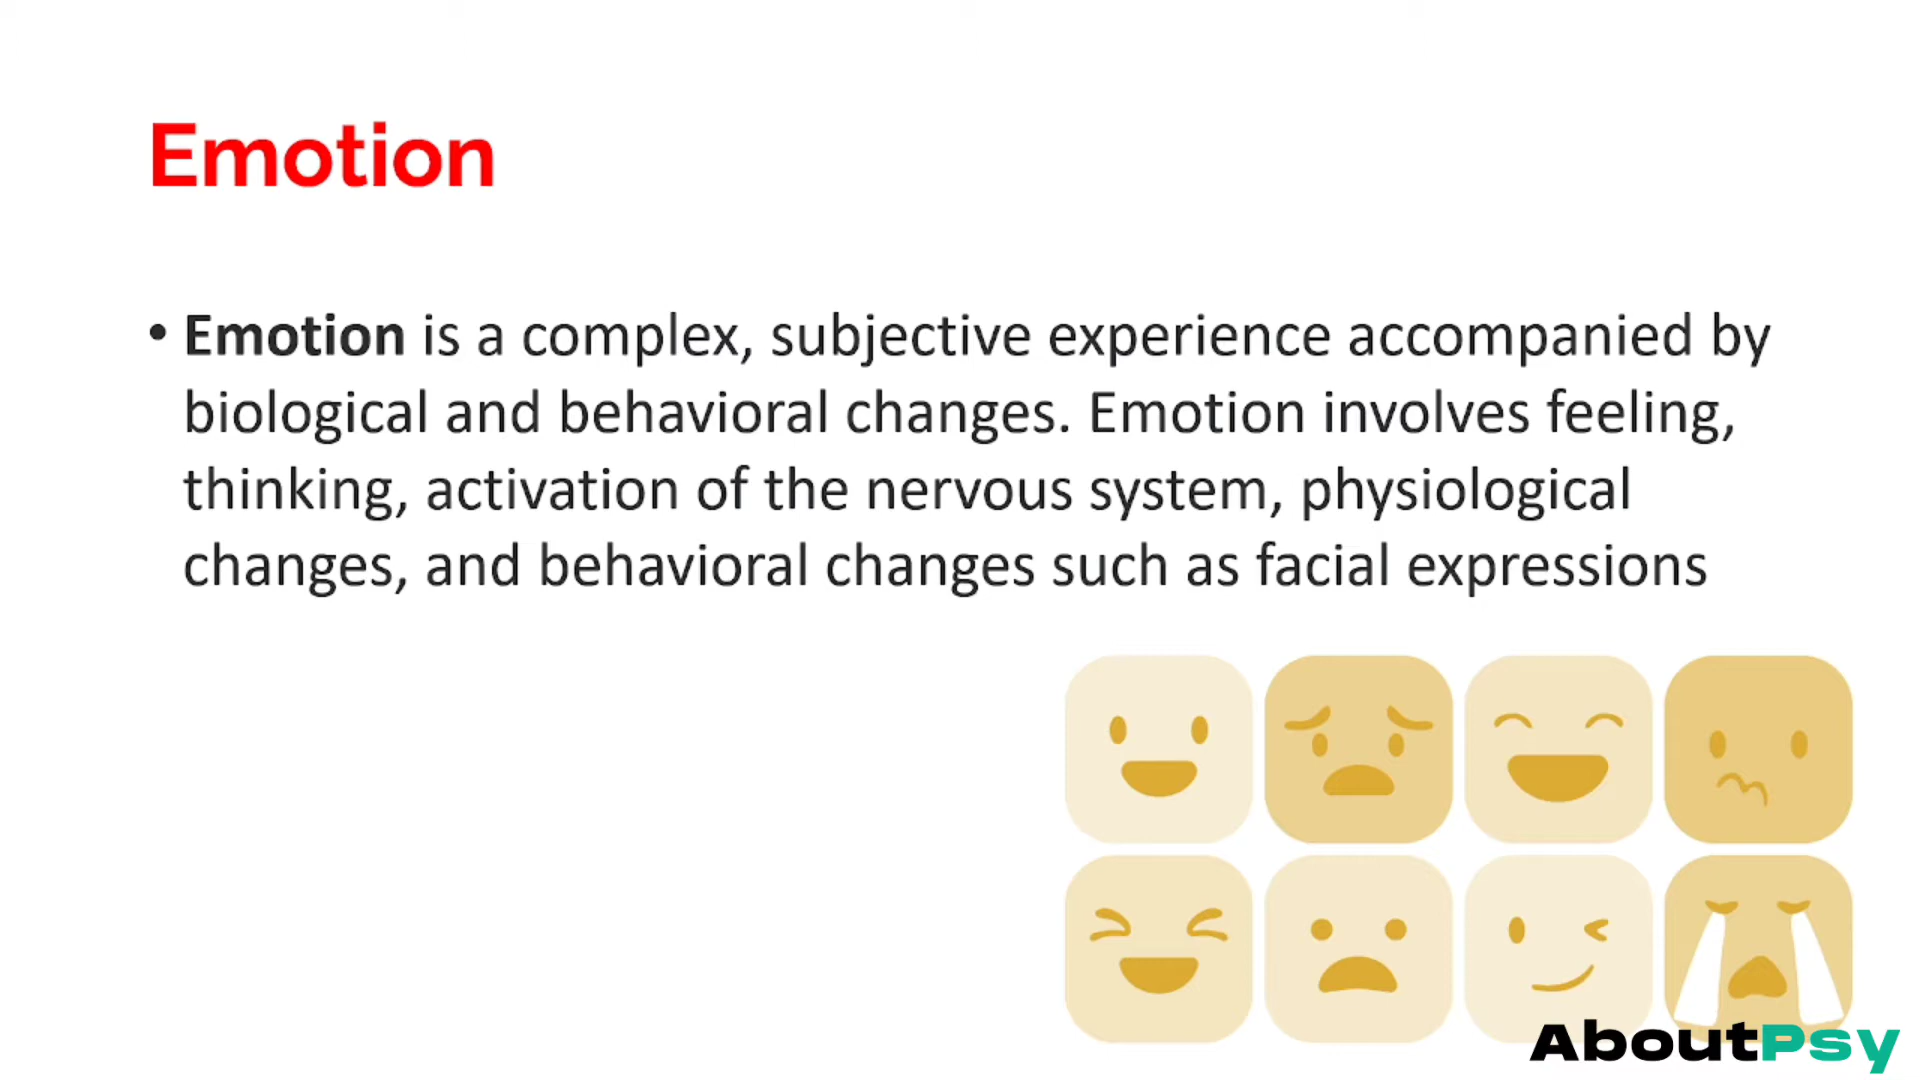 Emotion
• Emotion is a complex, subjective experience accompanied by
biological and behavioral changes. Emotion involves feeling,
thinking, activation of the nervous system, physiological
changes, and behavioral changes such as facial expressions
AboutPsy